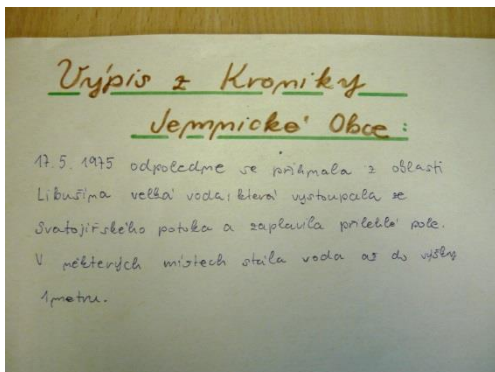 Výpis z Kroniky
Jemnické Obce :
17.5.1975 odpoledne se přihnala z oblasti
Libušína velká voda, která vystoupala ze
Svatojiřského potoka a zaplavila přilehlé pole.
V některých místech stála voda až do výšky
1 metru.